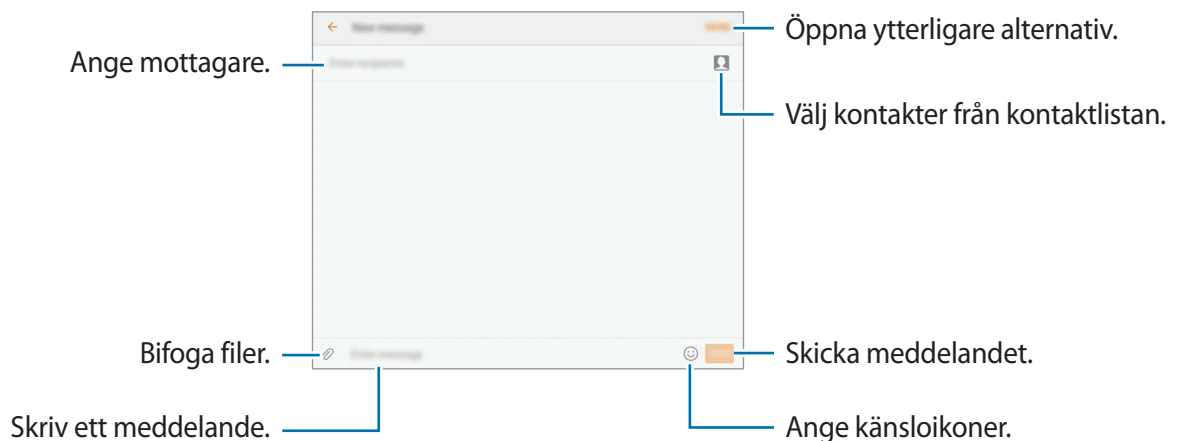 Öppna ytterligare alternativ.
Ange mottagare.
Välj kontakter från kontaktlistan.
Bifoga filer.
Skicka meddelandet.
Skriv ett meddelande.
Ange känsloikoner.